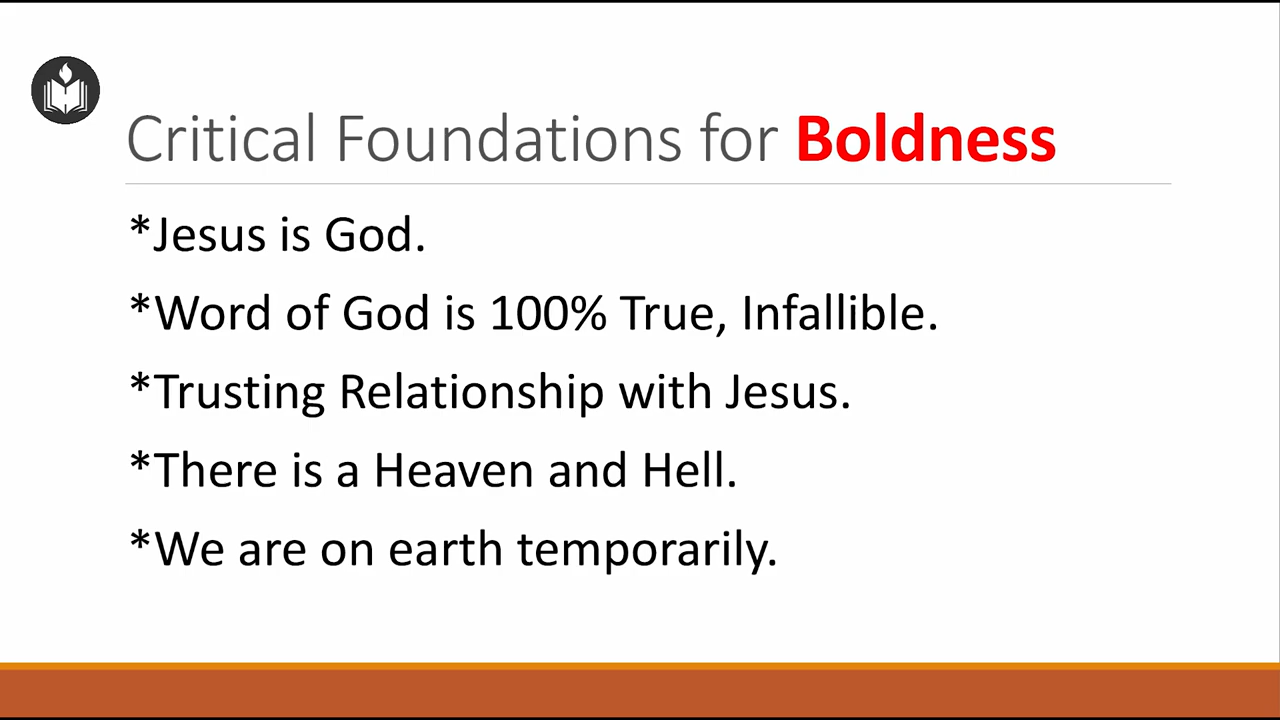 Critical Foundations for Boldness
*Jesus is God.
*Word of God is 100% True, Infallible.
*Trusting Relationship with Jesus.
*There is a Heaven and Hell.
*We are on earth temporarily.